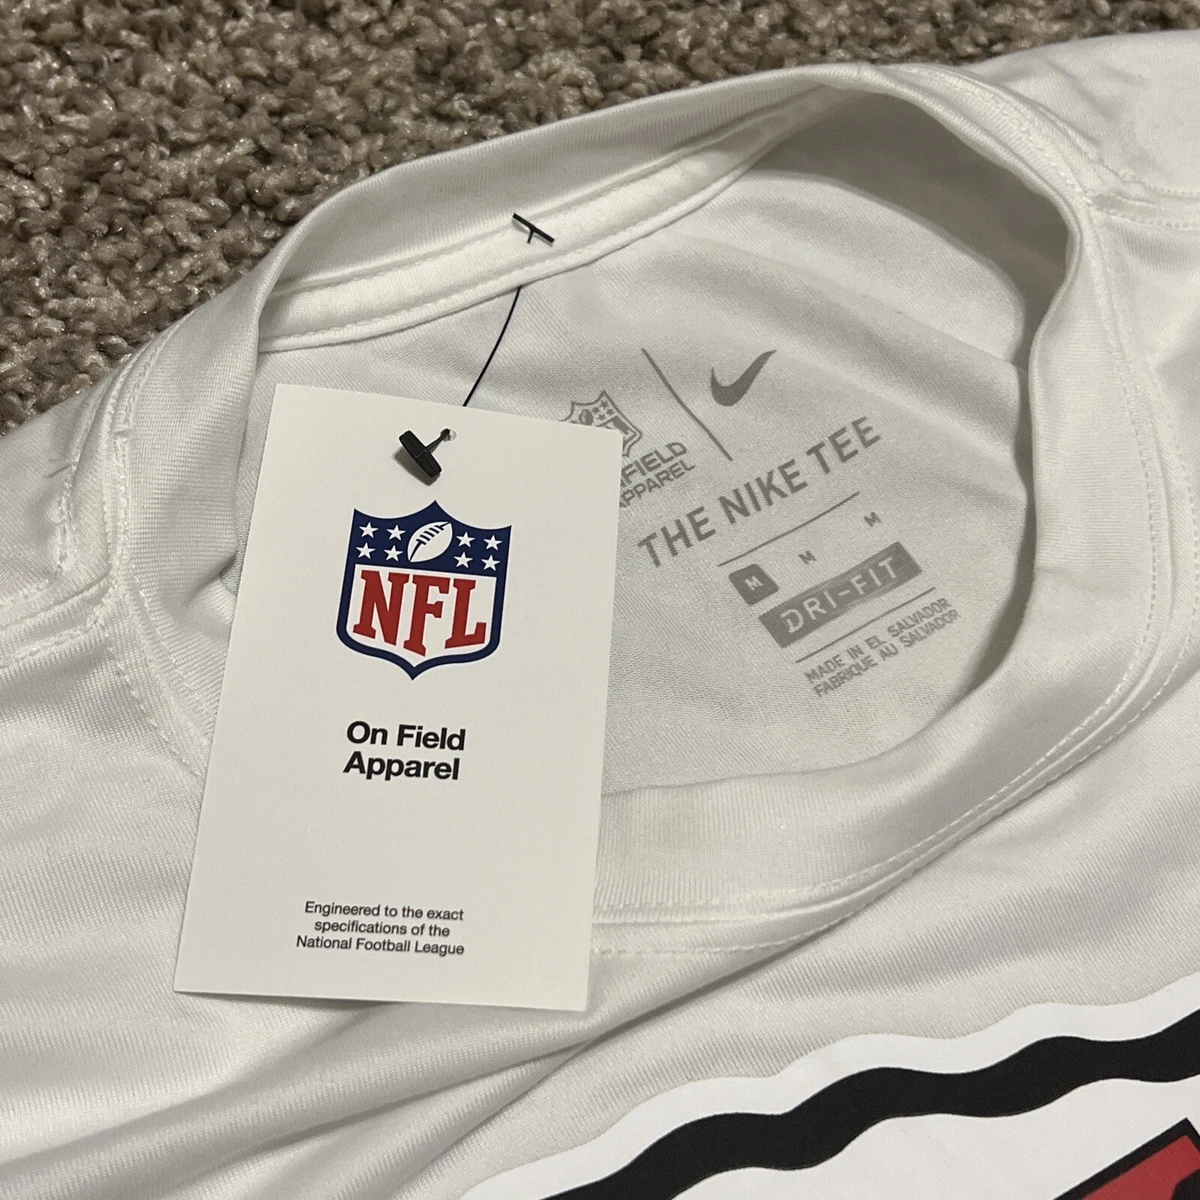 NFL
On Field
Apparel
Engineered to the exact
specifications of the
National Football League
FIELD
APPAREL
THE NIKE TEE
M M M
DRI-FIT
MADE IN EL SALVADOR
FABRIQUE AU SALVADOR